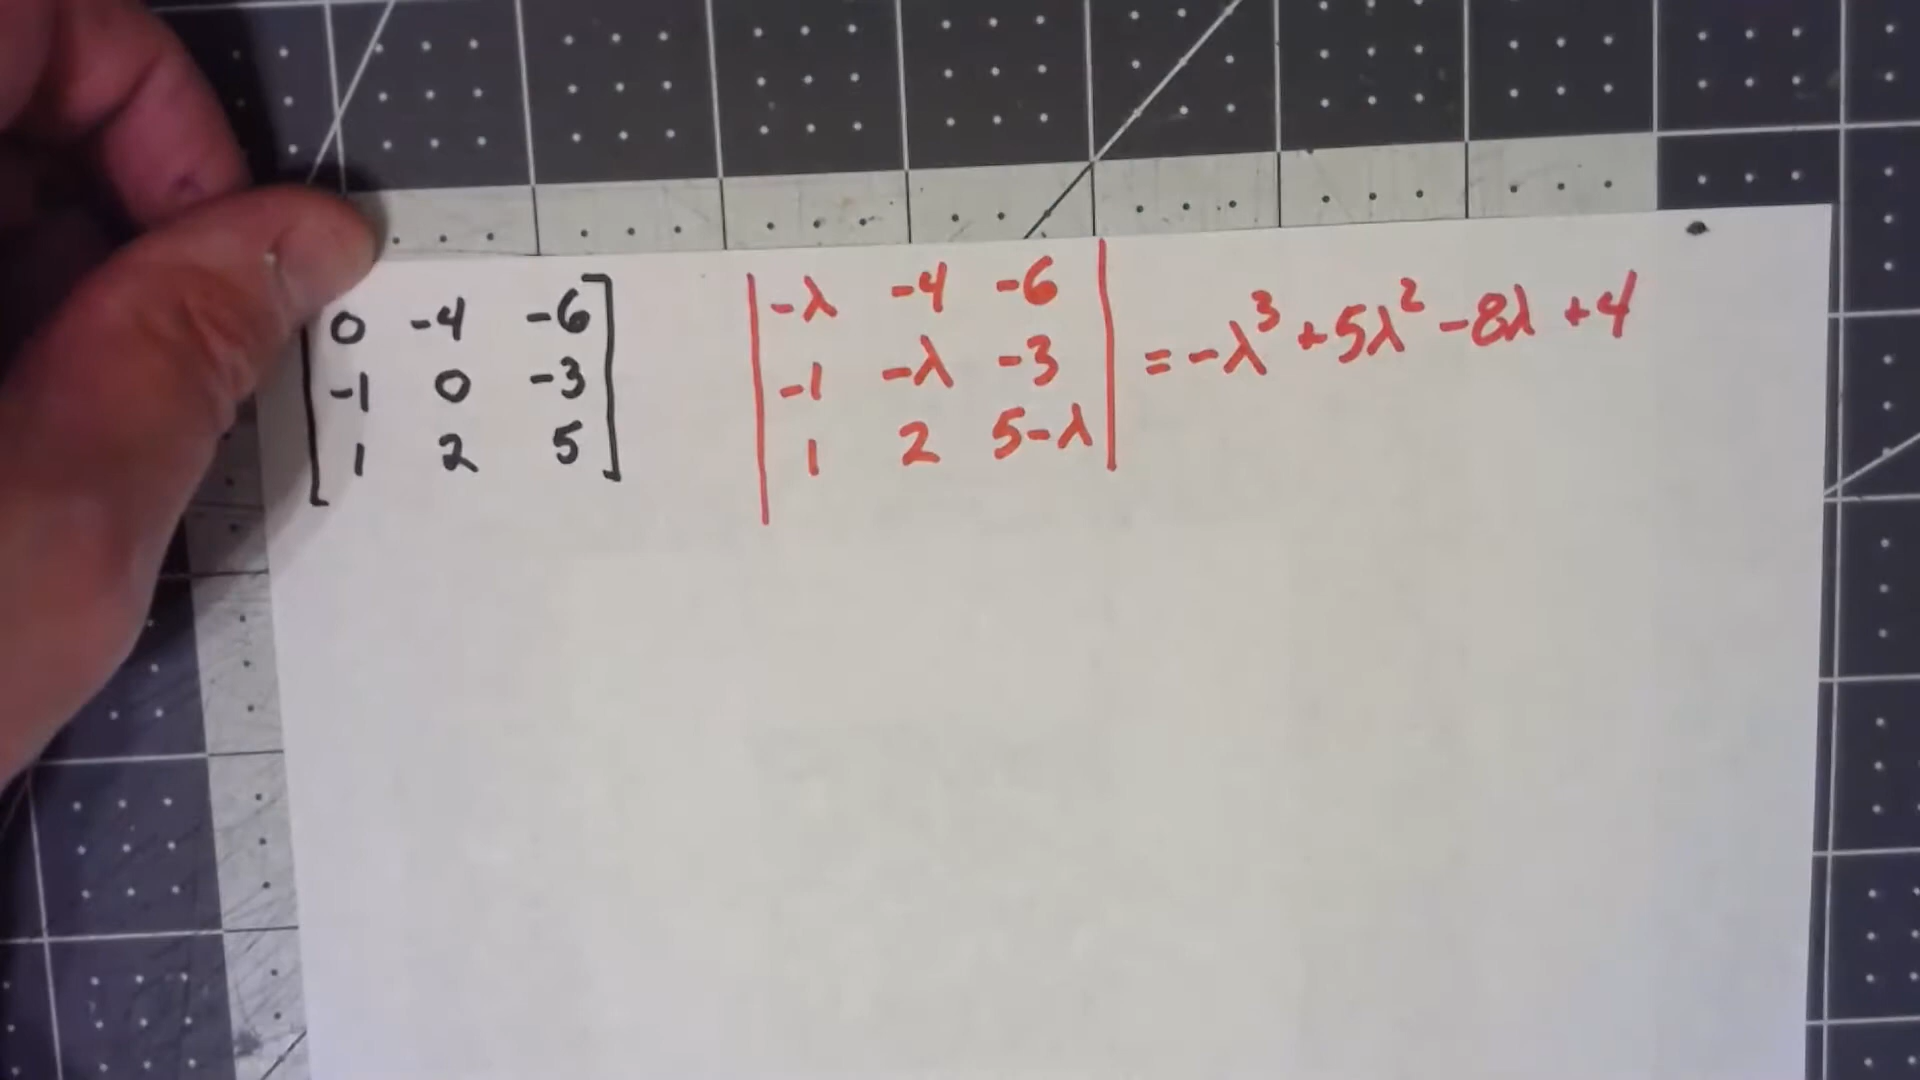 0 -4 -6 |-λ -4 -6|
-1 0 -3 |-1 -λ -3| = -λ³ + 5λ² - 8λ + 4
1 2 5 |1 2 5-λ|